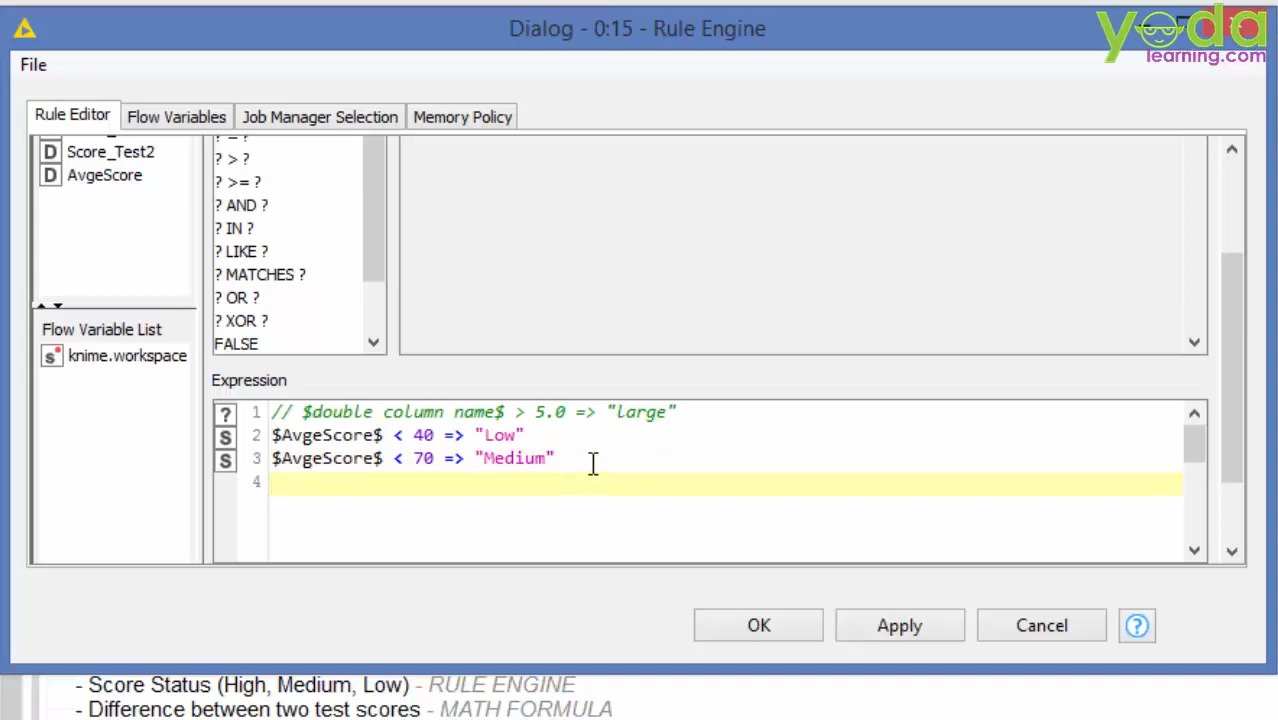 Dialog - 0:15 - Rule Engine
yoda
learning.com
File
Rule Editor
Flow Variables
Job Manager Selection
Memory Policy
D Score_Test2
D AvgeScore
? = ?
? > ?
? >= ?
? AND ?
? IN ?
? LIKE ?
? MATCHES ?
? OR ?
? XOR ?
FALSE
Flow Variable List
s knime.workspace
Expression
? 1 // $double column name$ > 5.0 => "large"
S 2 $AvgeScore$ < 40 => "Low"
S 3 $AvgeScore$ < 70 => "Medium"
4
OK
Apply
Cancel
?
- Score Status (High, Medium, Low) - RULE ENGINE
- Difference between two test scores - MATH FORMULA